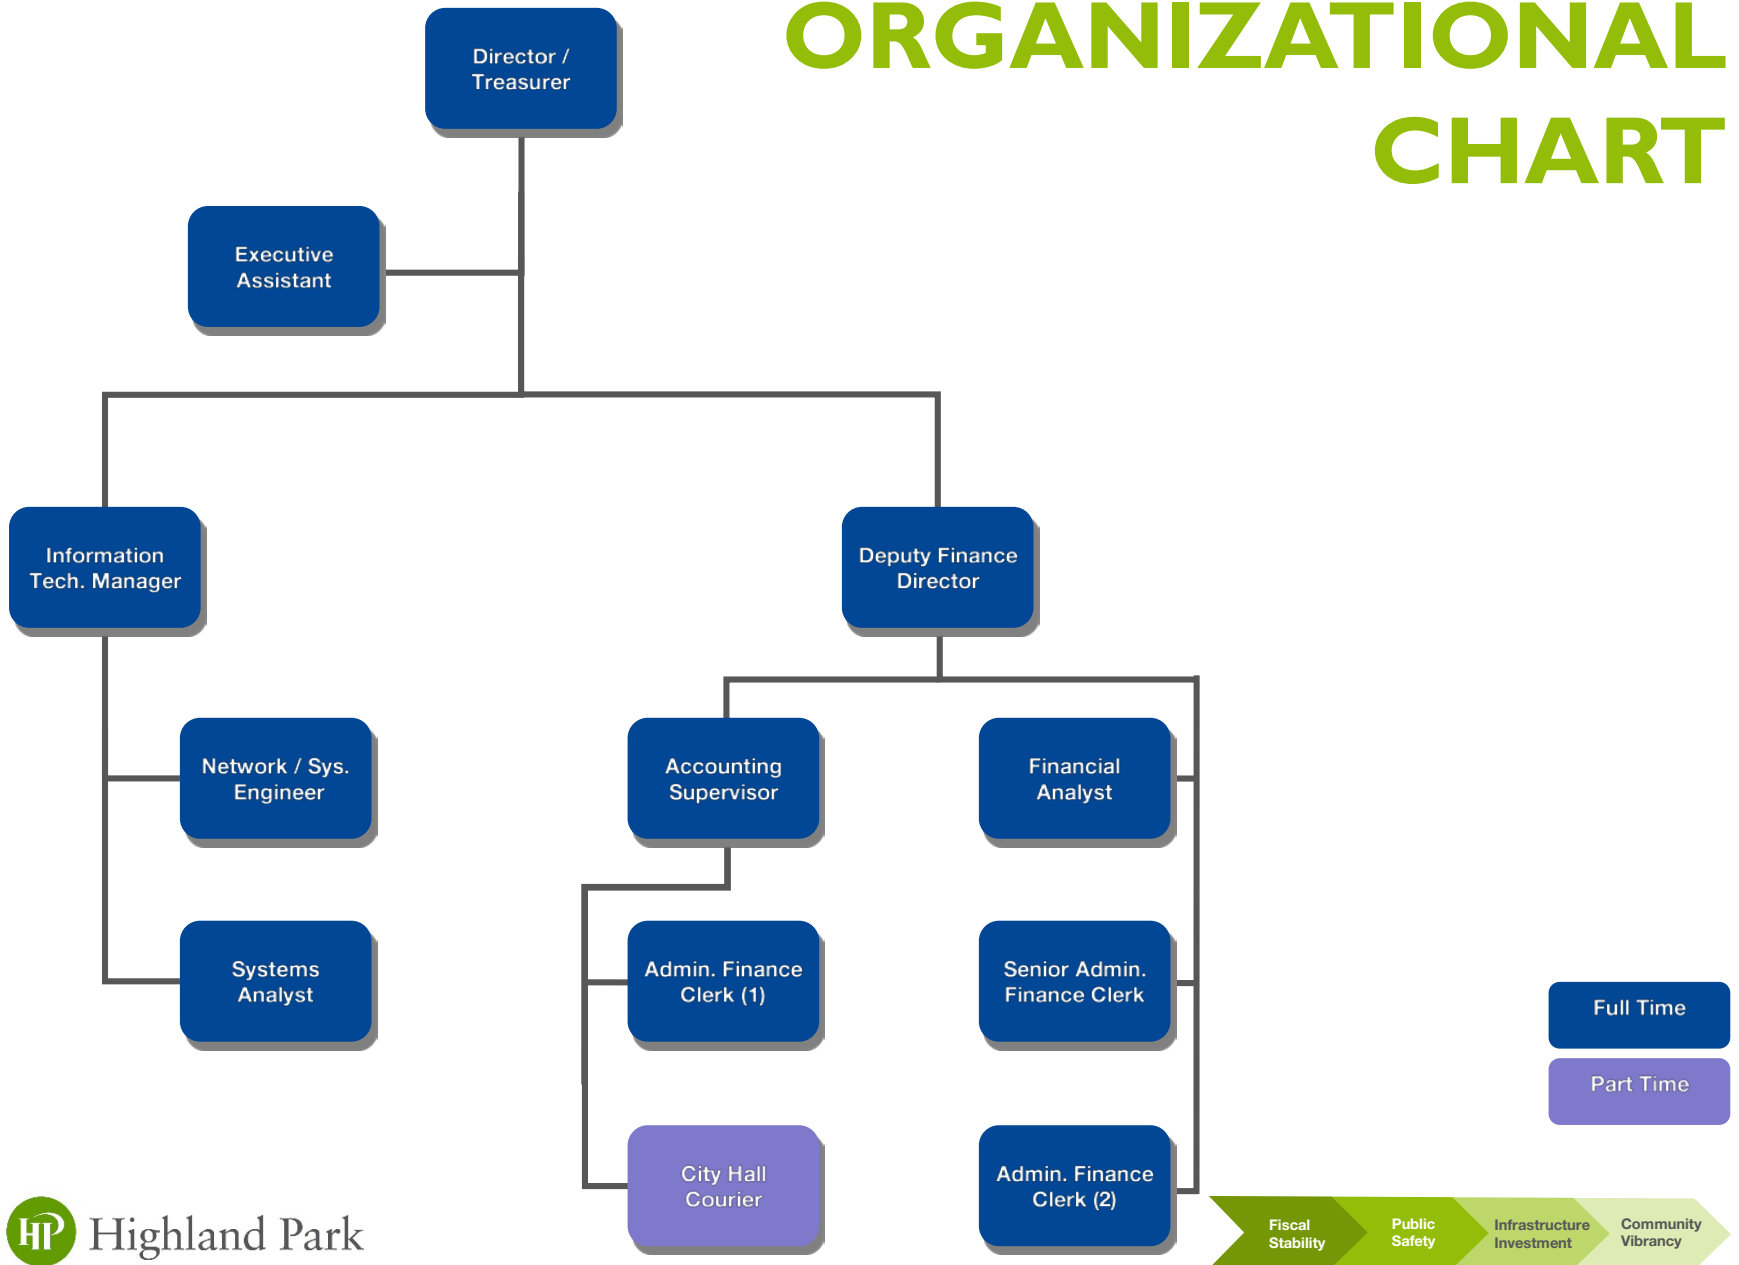 ORGANIZATIONAL
CHART
Director /
Treasurer
Executive
Assistant
Information
Tech. Manager
Deputy Finance
Director
Network / Sys.
Engineer
Accounting
Supervisor
Financial
Analyst
Systems
Analyst
Admin. Finance
Clerk (1)
Senior Admin.
Finance Clerk
Full Time
Part Time
City Hall
Courier
Admin. Finance
Clerk (2)
HP Highland Park
Fiscal
Stability
Public
Safety
Infrastructure
Investment
Community
Vibrancy